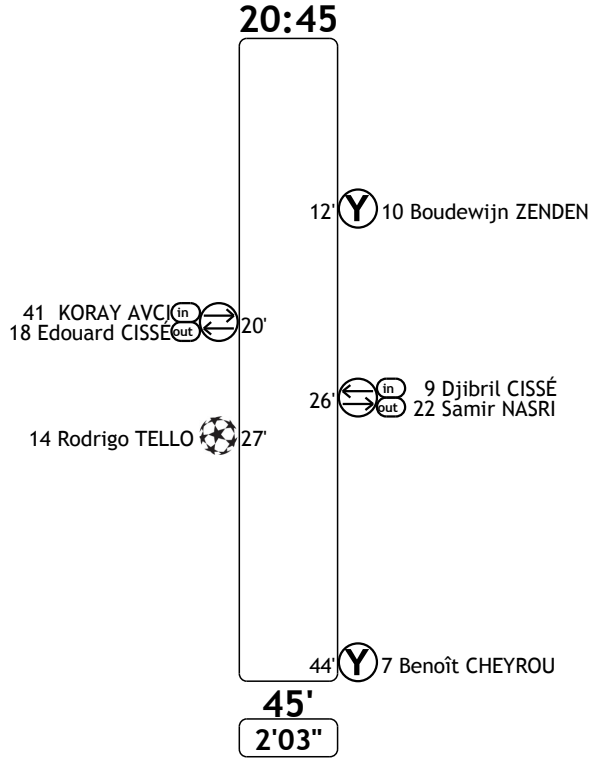 20:45
12' Y 10 Boudewijn ZENDEN
41 KORAY AVCI in
18 Edouard CISSÉ out 20'
26' in 9 Djibril CISSÉ
out 22 Samir NASRI
14 Rodrigo TELLO 27'
44' Y 7 Benoît CHEYROU
45'
2'03"